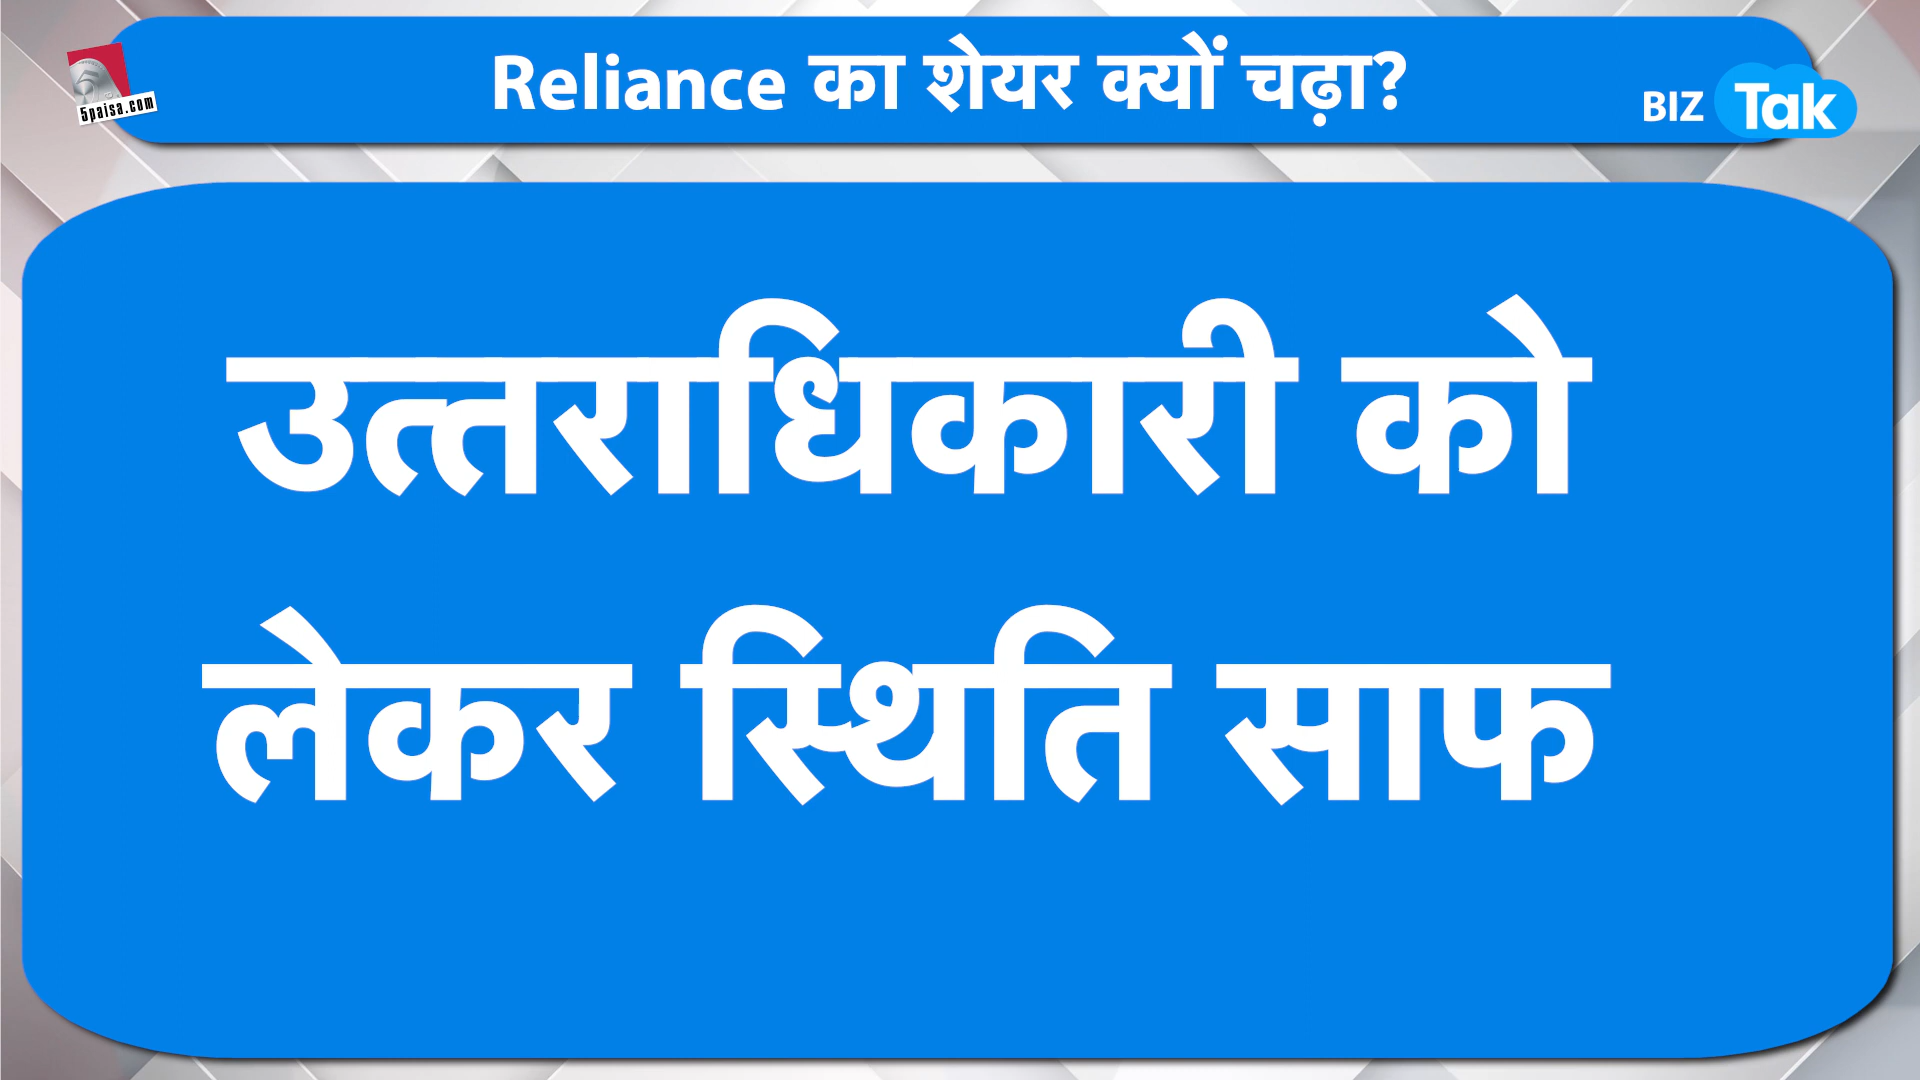 Reliance का शेयर क्यों चढ़ा?
5paisa.com
BIZ Tak
उत्तराधिकारी को
लेकर स्थिति साफ